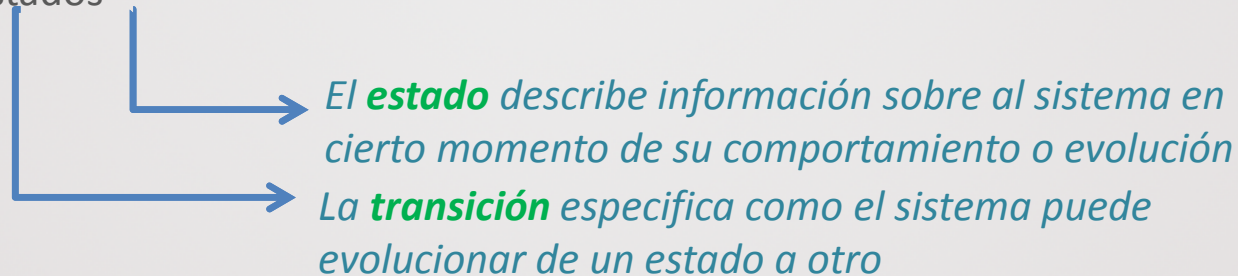 El estado describe información sobre al sistema en
cierto momento de su comportamiento o evolución
La transición especifica como el sistema puede
evolucionar de un estado a otro